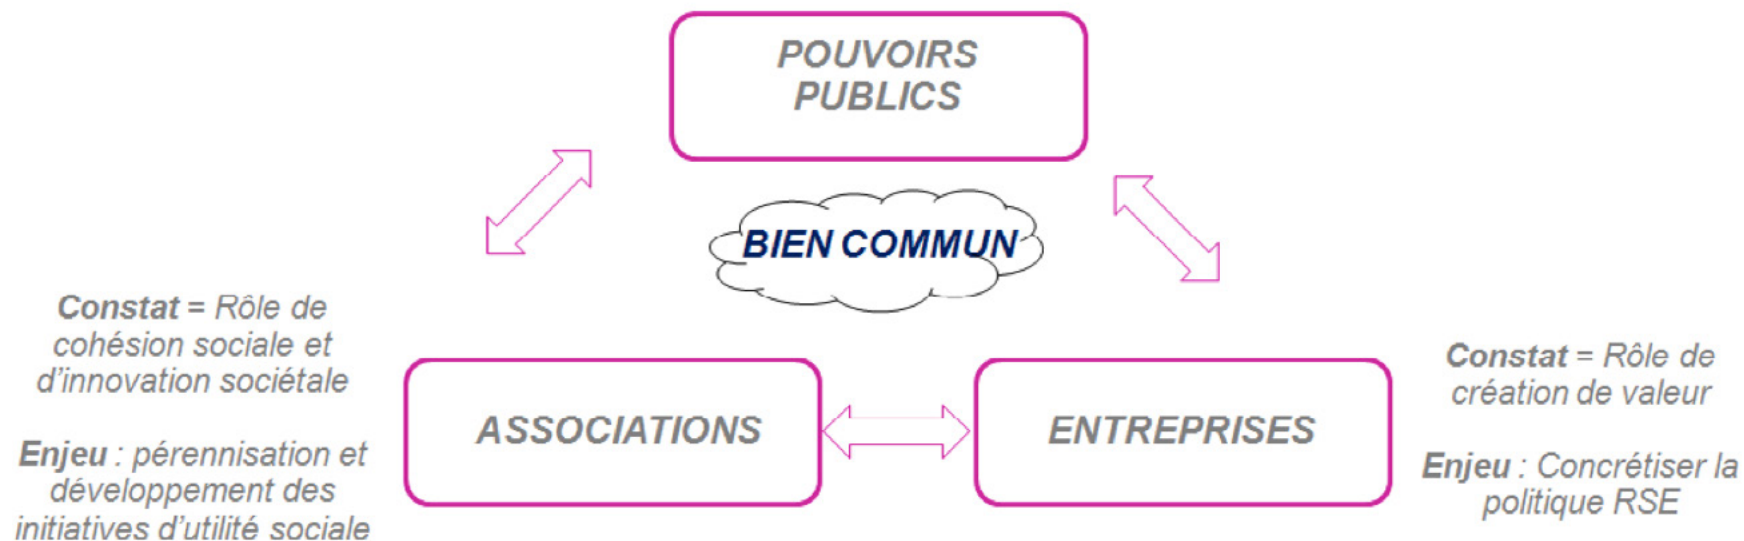 POUVOIRS
PUBLICS
BIEN COMMUN
Constat = Rôle de
cohésion sociale et
d'innovation sociétale
Enjeu : pérennisation et
développement des
initiatives d'utilité sociale
ASSOCIATIONS
ENTREPRISES
Constat = Rôle de
création de valeur
Enjeu : Concrétiser la
politique RSE